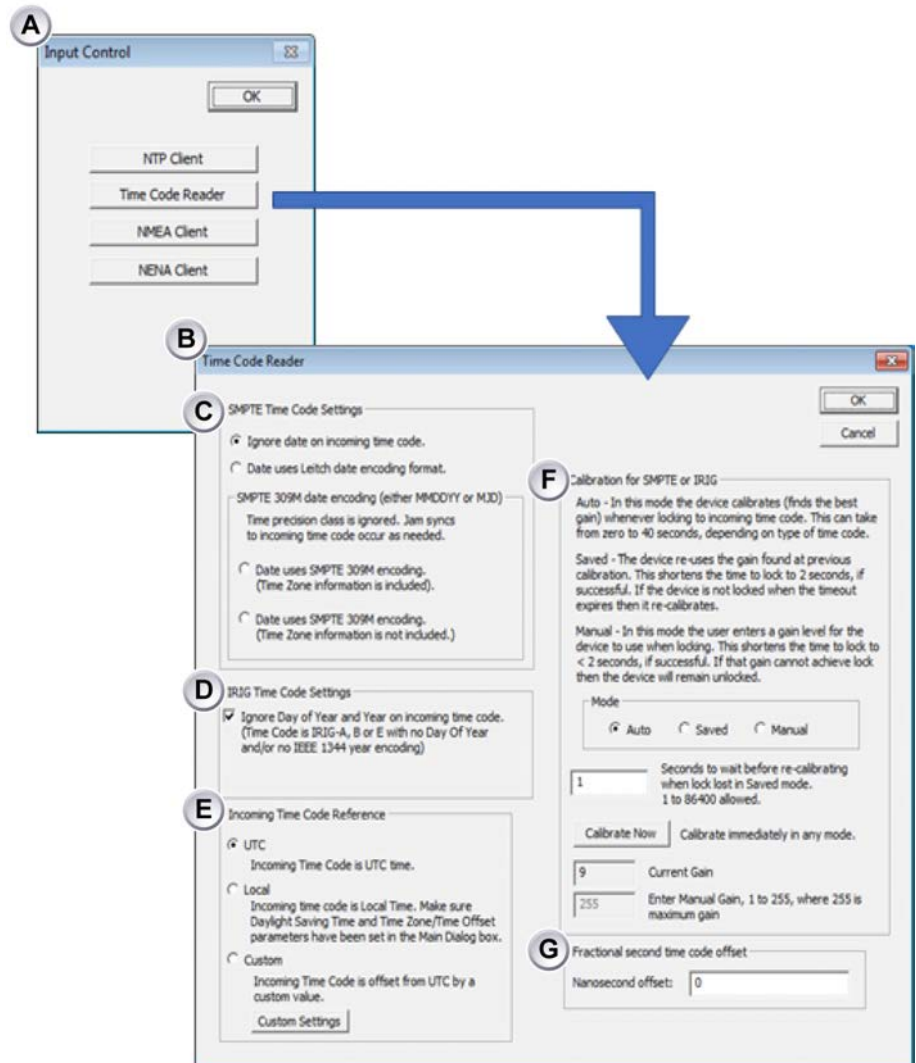 A
Input Control
OK
NTP Client
Time Code Reader
NMEA Client
NENA Client
B
Time Code Reader
OK
Cancel
C
SMPTE Time Code Settings
Ignore date on incoming time code.
Date uses Leitch date encoding format.
SMPTE 309M date encoding (either MMDDYY or MJD)
Time precision class is ignored. Jam syncs
to incoming time code occur as needed.
Date uses SMPTE 309M encoding.
(Time Zone information is included).
Date uses SMPTE 309M encoding.
(Time Zone information is not included.)
D
IRIG Time Code Settings
Ignore Day of Year and Year on incoming time code.
(Time Code is IRIG-A, B or E with no Day Of Year
and/or no IEEE 1344 year encoding)
E
Incoming Time Code Reference
UTC
Incoming Time Code is UTC time.
Local
Incoming time code is Local Time. Make sure
Daylight Saving Time and Time Zone/Time Offset
parameters have been set in the Main Dialog box.
Custom
Incoming Time Code is offset from UTC by a
custom value.
Custom Settings
F
Calibration for SMPTE or IRIG
Auto - In this mode the device calibrates (finds the best
gain) whenever locking to incoming time code. This can take
from zero to 40 seconds, depending on type of time code.
Saved - The device re-uses the gain found at previous
calibration. This shortens the time to lock to 2 seconds, if
successful. If the device is not locked when the timeout
expires then it re-calibrates.
Manual - In this mode the user enters a gain level for the
device to use when locking. This shortens the time to lock to
< 2 seconds, if successful. If that gain cannot achieve lock
then the device will remain unlocked.
Mode
Auto Saved Manual
1
Seconds to wait before re-calibrating
when lock lost in Saved mode.
1 to 86400 allowed.
Calibrate Now Calibrate immediately in any mode.
9 Current Gain
255
Enter Manual Gain, 1 to 255, where 255 is
maximum gain
G
Fractional second time code offset
Nanosecond offset: 0